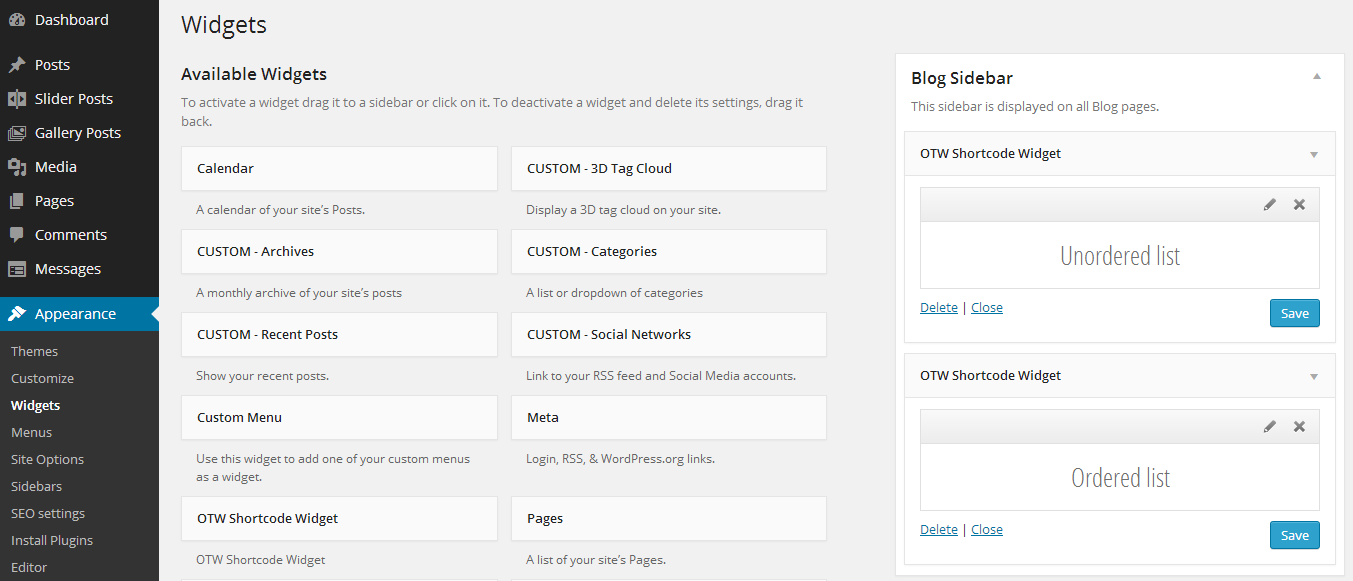 Dashboard
Posts
Slider Posts
Gallery Posts
Media
Pages
Comments
Messages
Appearance
Themes
Customize
Widgets
Menus
Site Options
Sidebars
SEO settings
Install Plugins
Editor
Widgets
Available Widgets
To activate a widget drag it to a sidebar or click on it. To deactivate a widget and delete its settings, drag it
back.
Calendar
A calendar of your site's Posts.
CUSTOM - 3D Tag Cloud
Display a 3D tag cloud on your site.
CUSTOM - Archives
A monthly archive of your site's posts
CUSTOM - Categories
A list or dropdown of categories
CUSTOM - Recent Posts
Show your recent posts.
CUSTOM - Social Networks
Link to your RSS feed and Social Media accounts.
Custom Menu
Use this widget to add one of your custom menus
as a widget.
Meta
Login, RSS, & WordPress.org links.
OTW Shortcode Widget
OTW Shortcode Widget
Pages
A list of your site's Pages.
Blog Sidebar
This sidebar is displayed on all Blog pages.
OTW Shortcode Widget
Unordered list
Delete | Close
Save
OTW Shortcode Widget
Ordered list
Delete | Close
Save